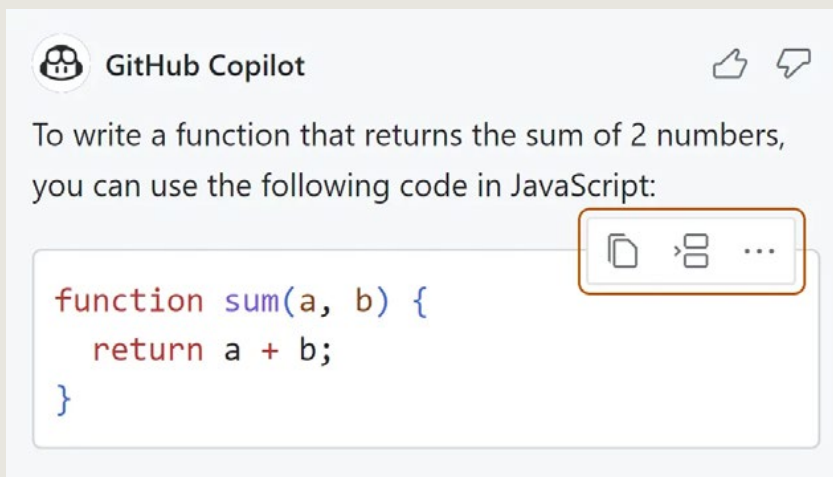 GitHub Copilot
To write a function that returns the sum of 2 numbers,
you can use the following code in JavaScript:
function sum(a, b) {
  return a + b;
}